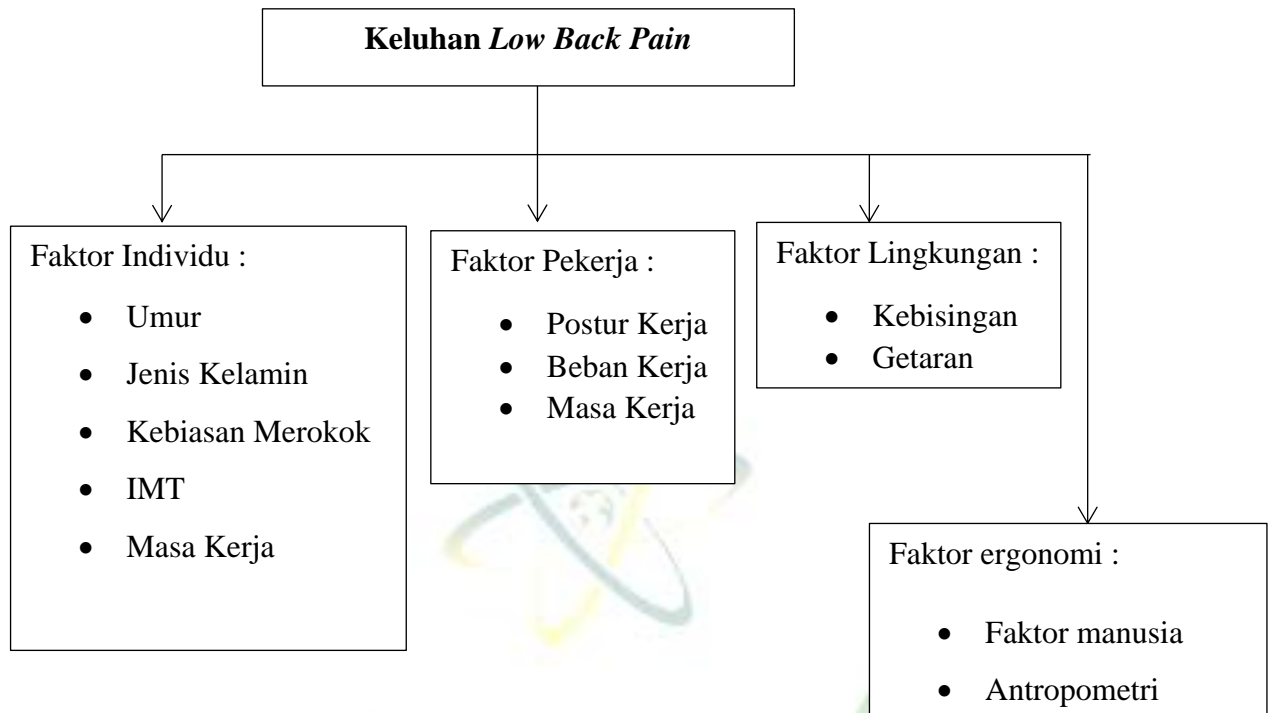 Keluhan Low Back Pain
Faktor Individu :
• Umur
• Jenis Kelamin
• Kebiasan Merokok
• IMT
• Masa Kerja
Faktor Pekerja :
• Postur Kerja
• Beban Kerja
• Masa Kerja
Faktor Lingkungan :
• Kebisingan
• Getaran
Faktor ergonomi :
• Faktor manusia
• Antropometri